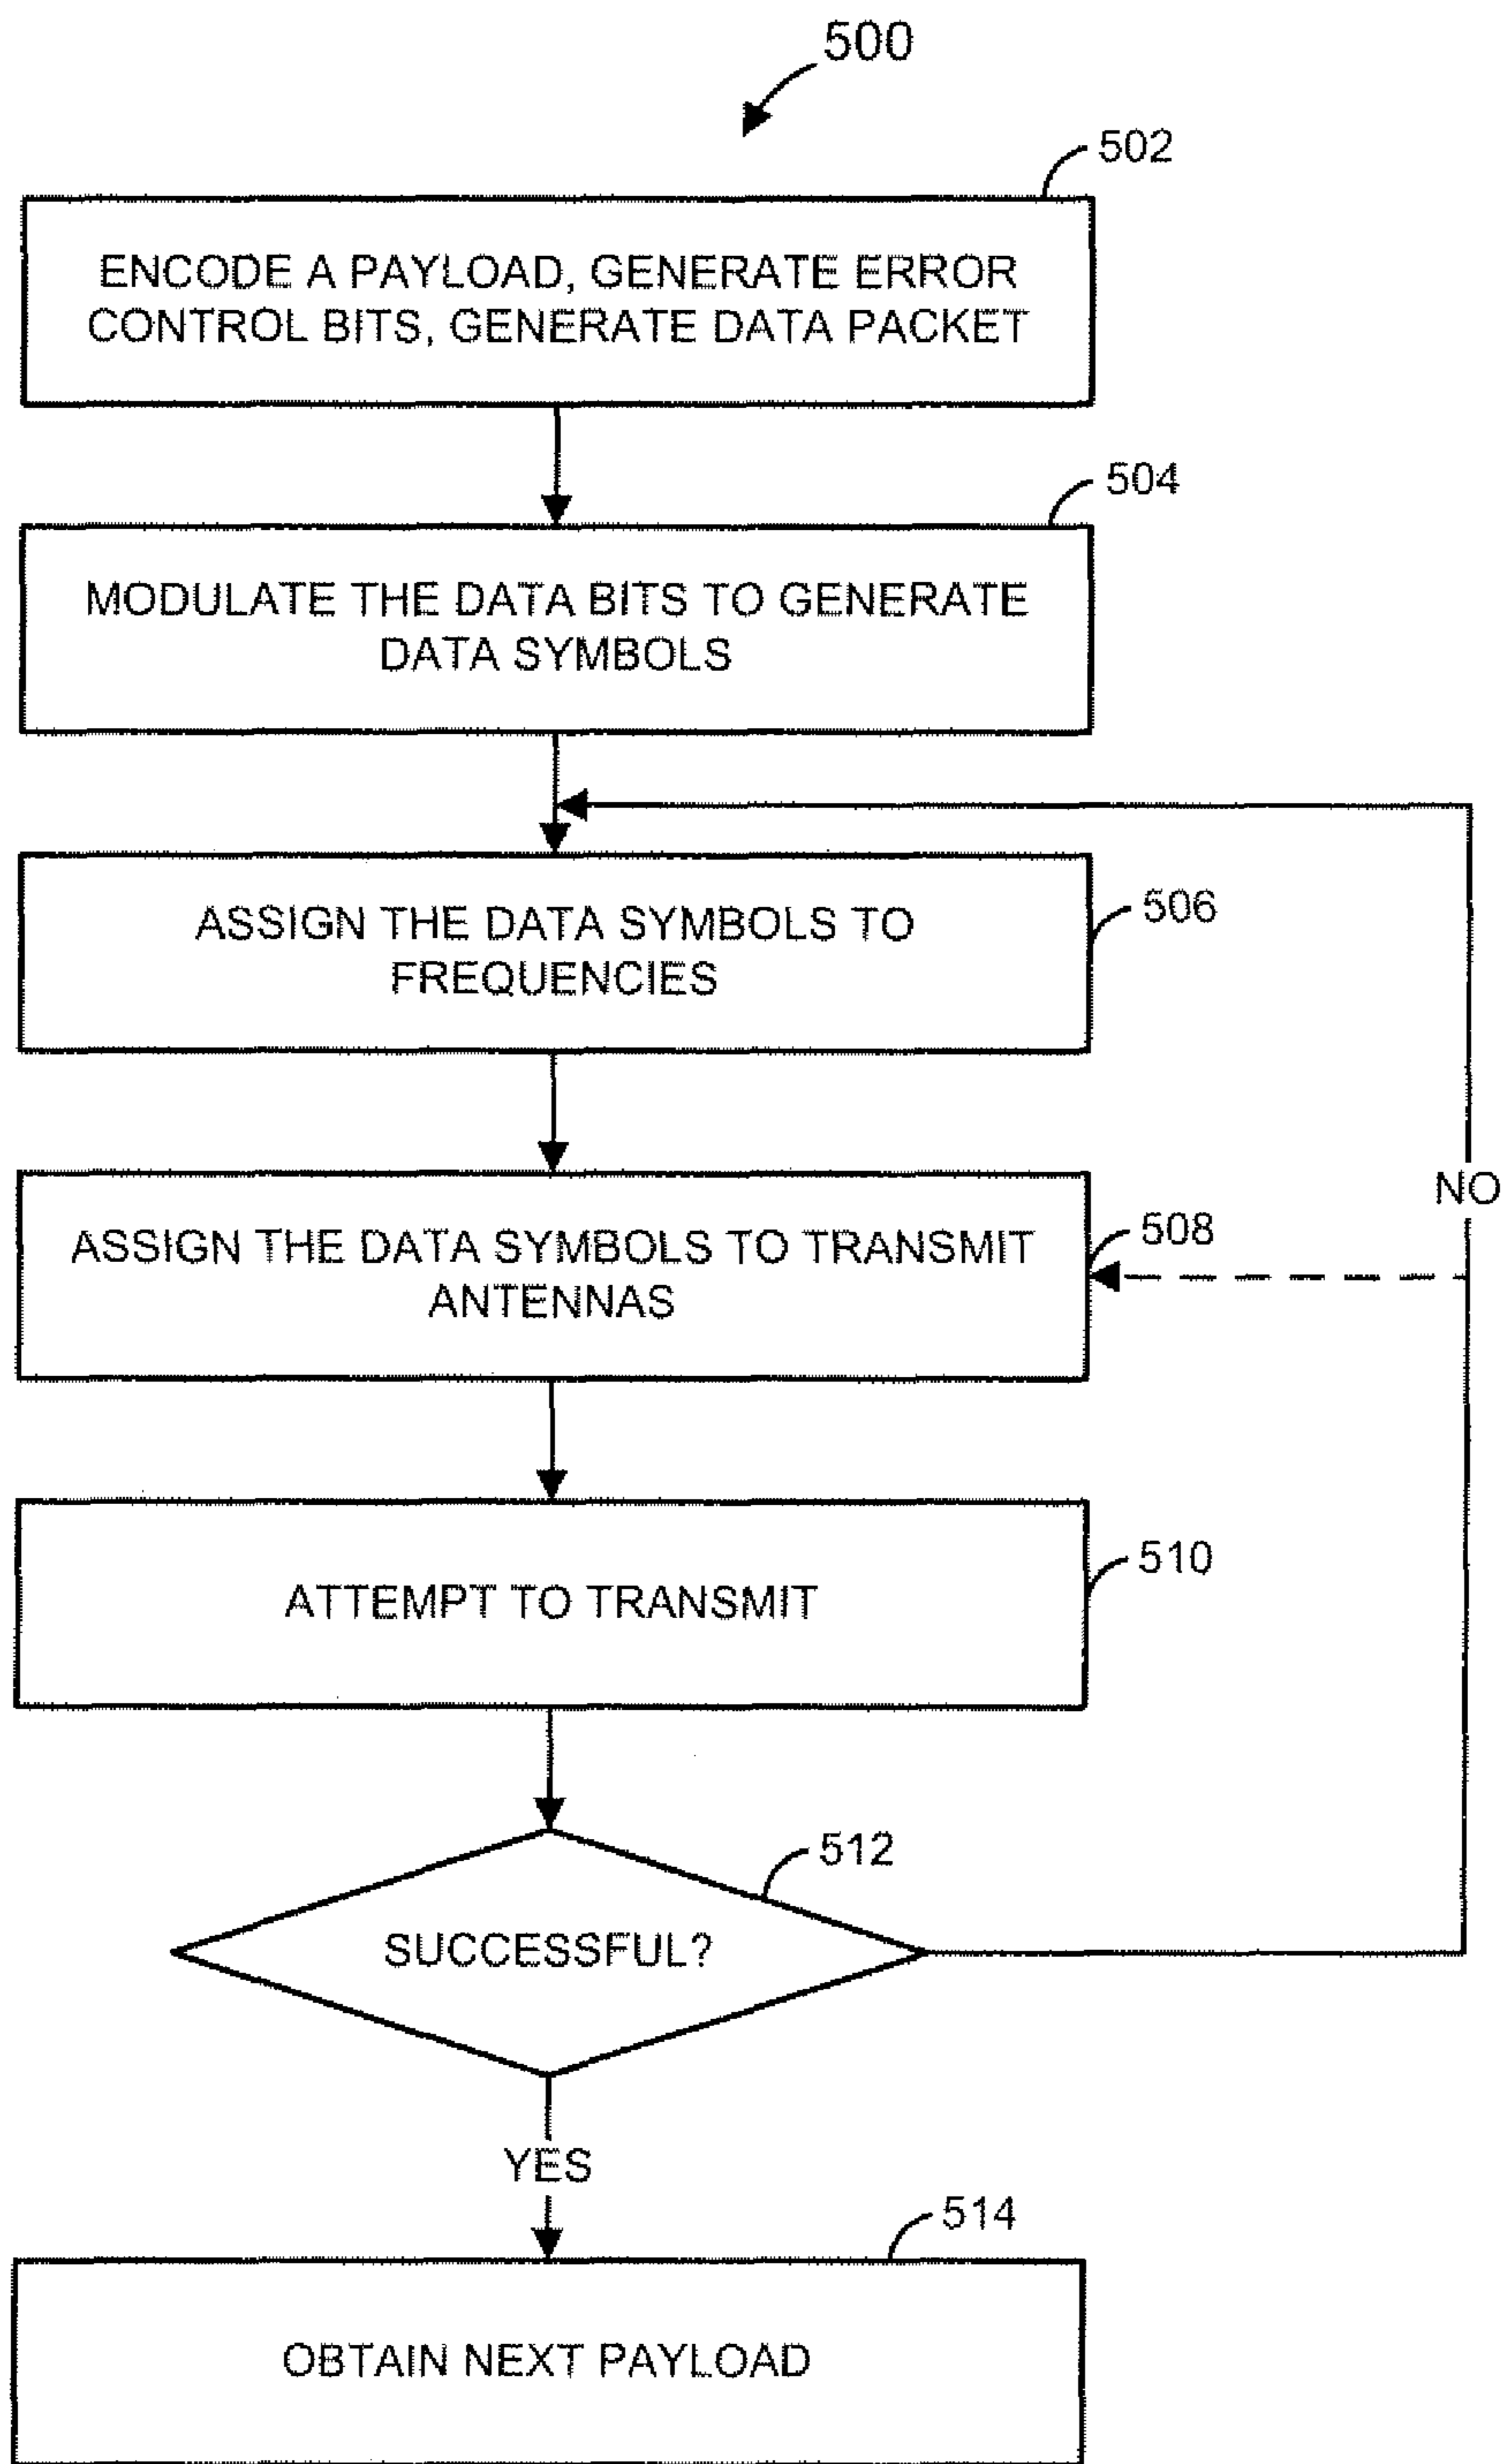 500
502
ENCODE A PAYLOAD, GENERATE ERROR
CONTROL BITS, GENERATE DATA PACKET
504
MODULATE THE DATA BITS TO GENERATE
DATA SYMBOLS
506
ASSIGN THE DATA SYMBOLS TO
FREQUENCIES
NO
508
ASSIGN THE DATA SYMBOLS TO TRANSMIT
ANTENNAS
510
ATTEMPT TO TRANSMIT
512
SUCCESSFUL?
YES
514
OBTAIN NEXT PAYLOAD